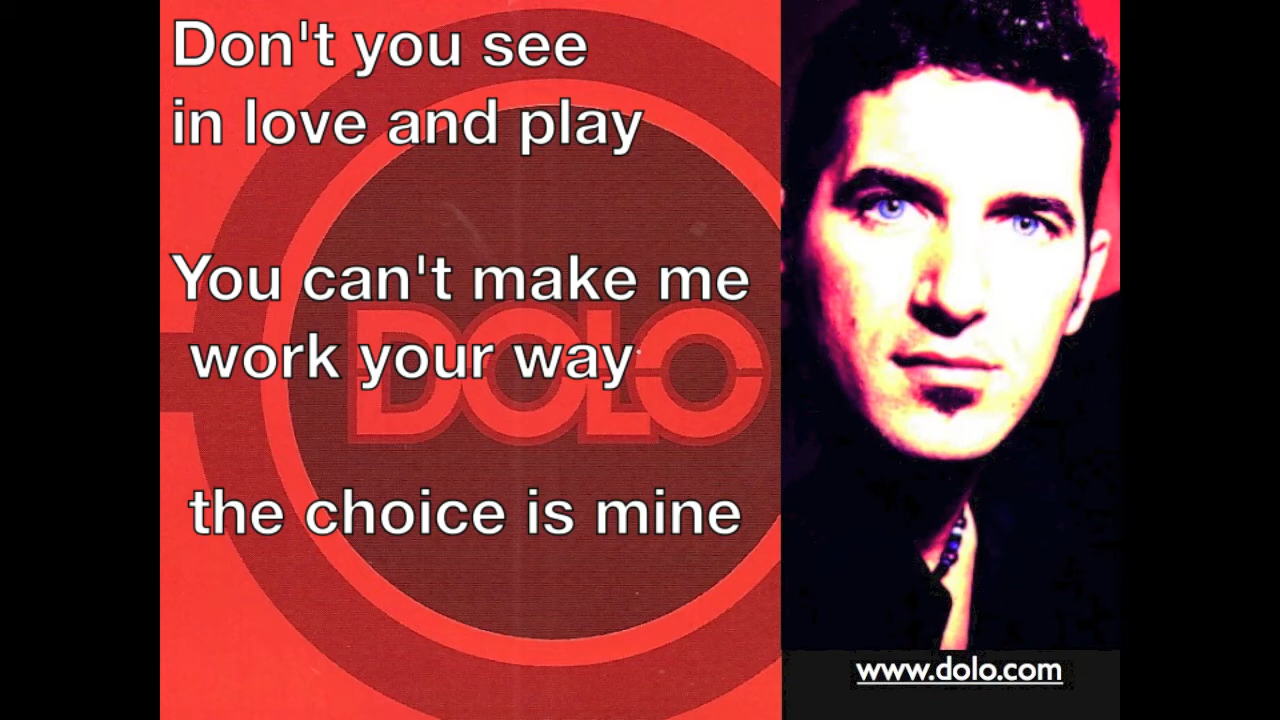 Don't you see
in love and play
You can't make me
DOLO
work your way
the choice is mine
www.dolo.com